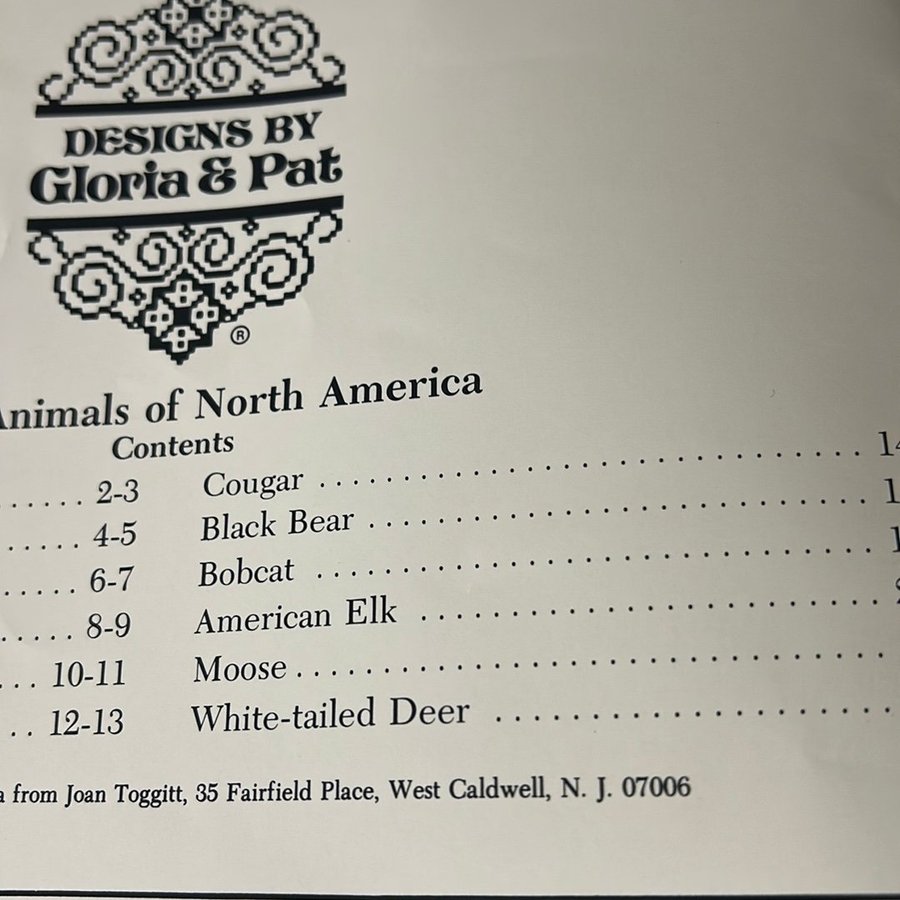 DESIGNS BY
Gloria & Pat
®
Animals of North America
Contents
...... 2-3
..... 4-5
..... 6-7
..... 8-9
... 10-11
.. 12-13
Cougar ................................
Black Bear ..............................
Bobcat ................................
American Elk ..........................
Moose ................................
White-tailed Deer ......................
from Joan Toggitt, 35 Fairfield Place, West Caldwell, N. J. 07006